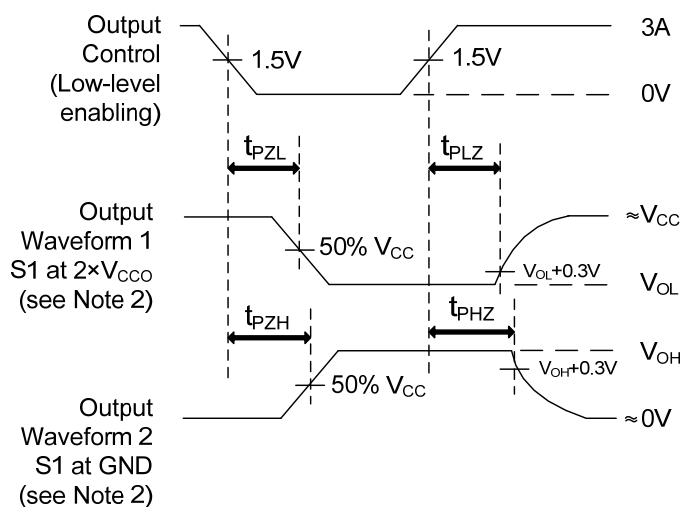 Output
Control
(Low-level
enabling)
1.5V
1.5V
3A
0V
tPZL
tPLZ
Output
Waveform 1
S1 at 2×VCCO
(see Note 2)
50% VCC
VOL+0.3V
≈VCC
VOL
tPZH
tPHZ
Output
Waveform 2
S1 at GND
(see Note 2)
50% VCC
VOH+0.3V
VOH
≈0V